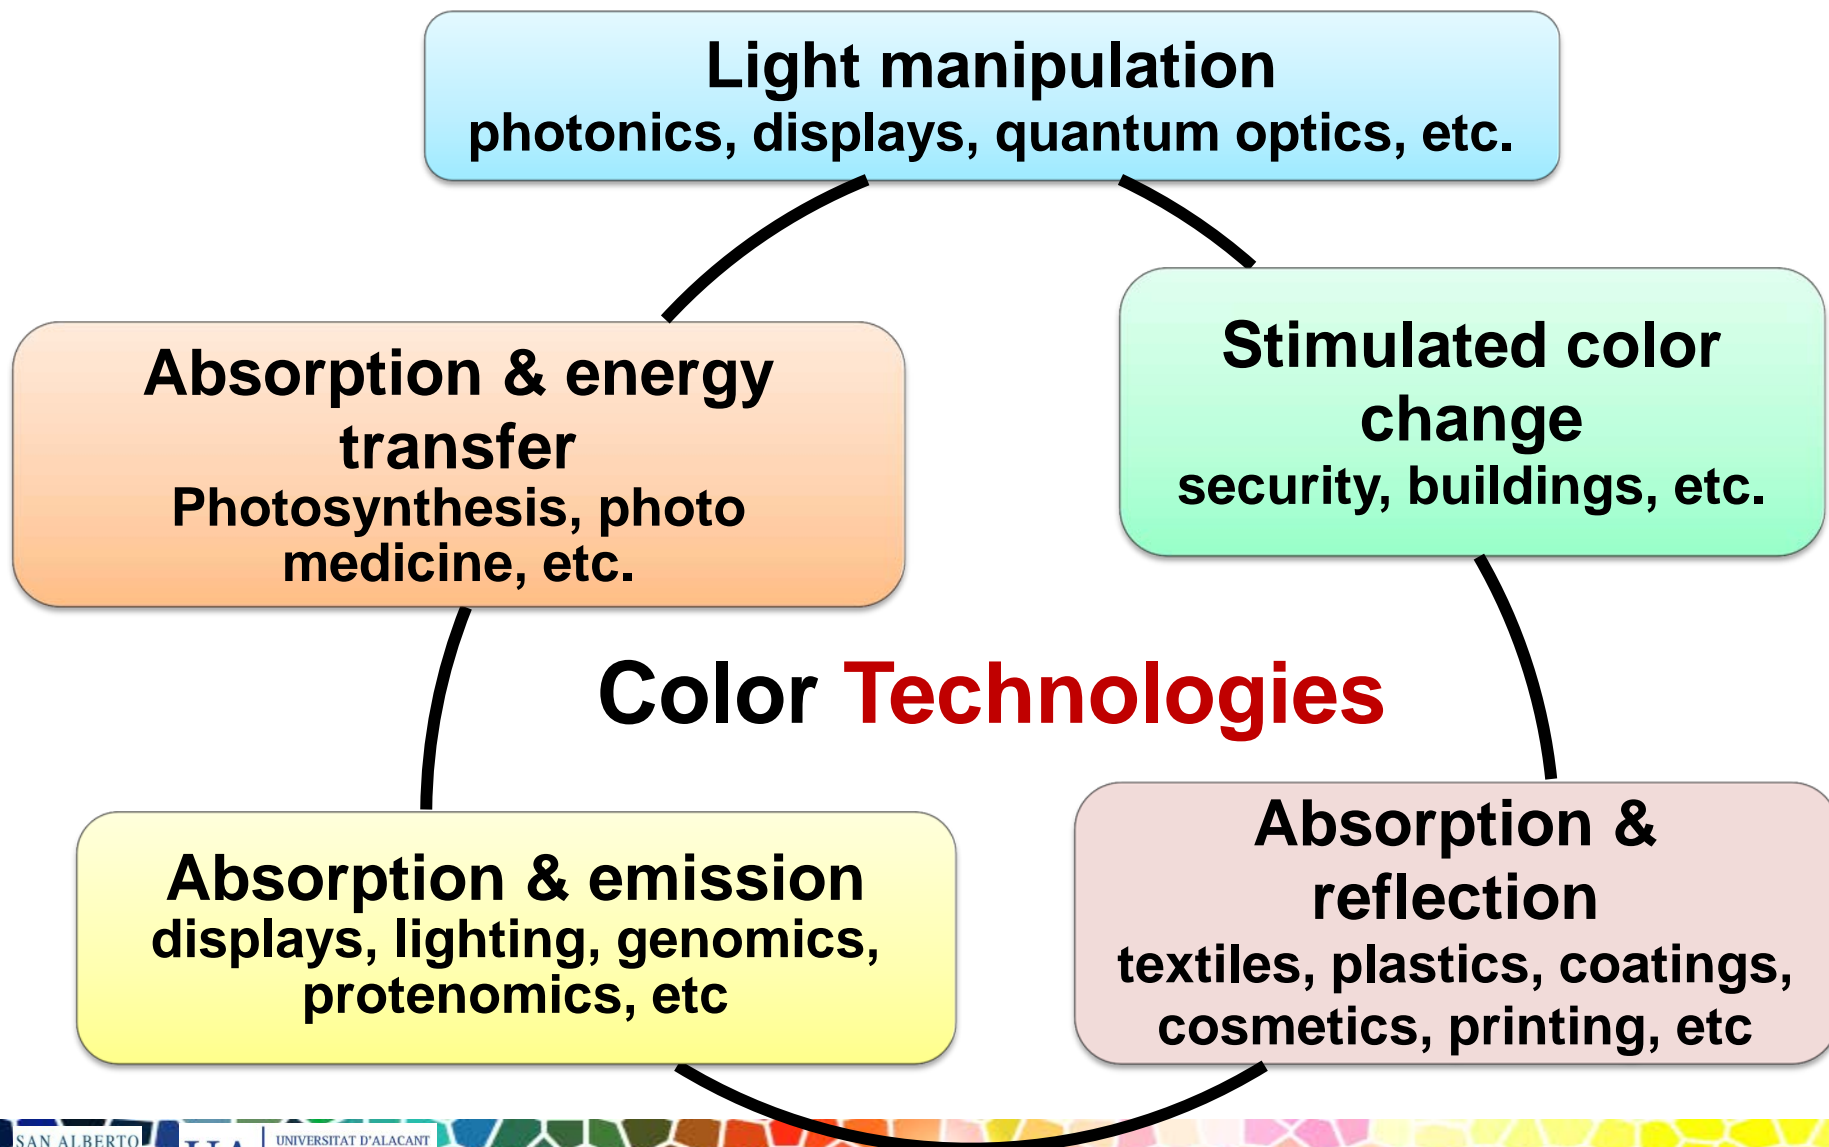 Light manipulation
photonics, displays, quantum optics, etc.
Stimulated color
change
security, buildings, etc.
Absorption & energy
transfer
Photosynthesis, photo
medicine, etc.
Color Technologies
Absorption &
reflection
textiles, plastics, coatings,
cosmetics, printing, etc
Absorption & emission
displays, lighting, genomics,
protenomics, etc
SAN ALBERTO
UNIVERSITAT D'ALACANT